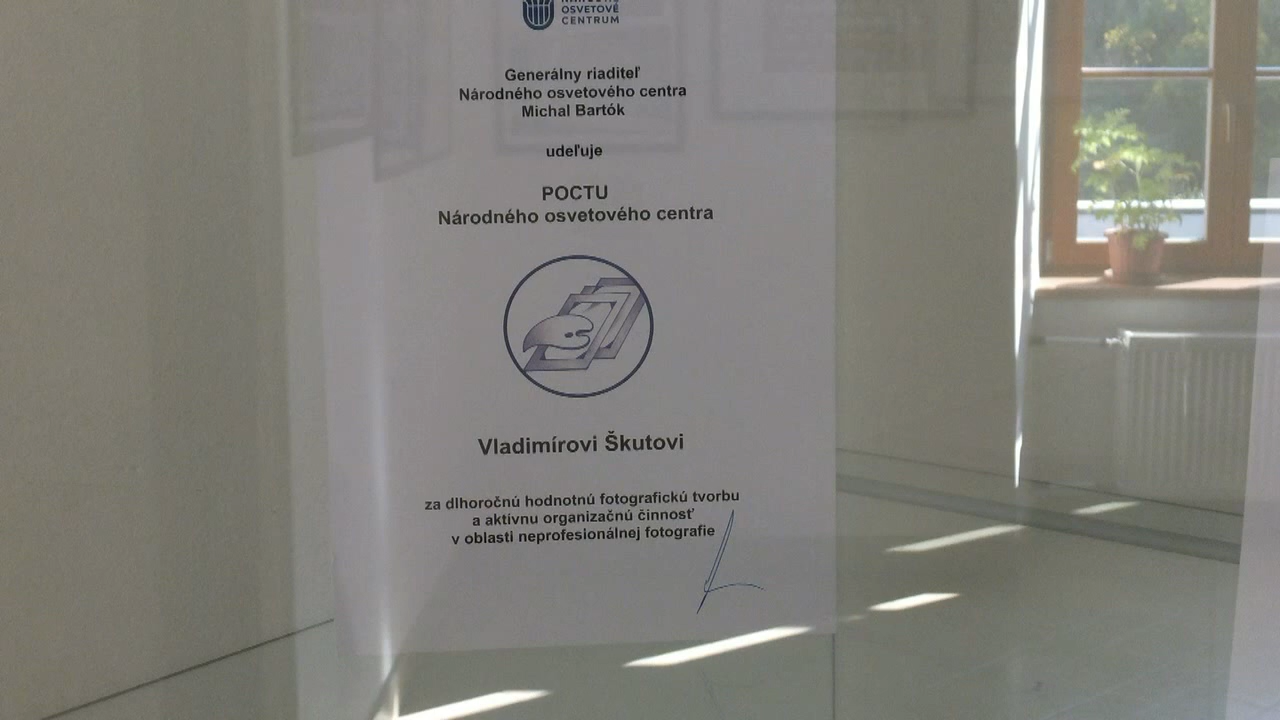 OSVETOVÉ
CENTRUM
Generálny riaditeľ
Národného osvetového centra
Michal Bartók
udeľuje
POCTU
Národného osvetového centra
Vladimírovi Škutovi
za dlhoročnú hodnotnú fotografickú tvorbu
a aktívnu organizačnú činnosť
v oblasti neprofesionálnej fotografie